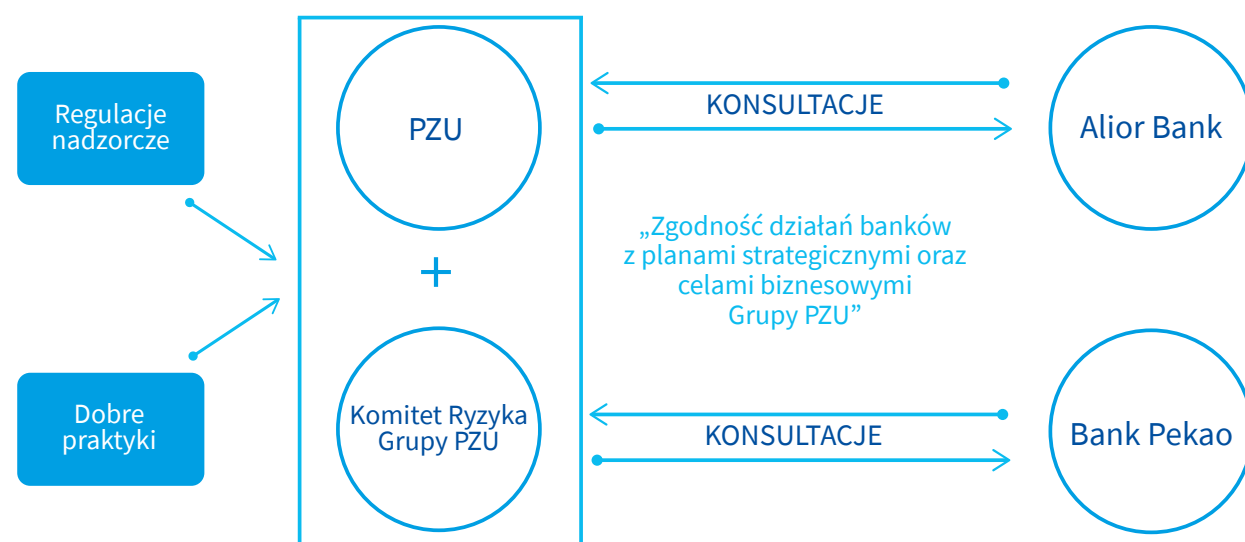 Regulacje
nadzorcze
Dobre
praktyki
PZU
+
Komitet Ryzyka
Grupy PZU
KONSULTACJE
„Zgodność działań banków
z planami strategicznymi oraz
celami biznesowymi
Grupy PZU”
KONSULTACJE
Alior Bank
Bank Pekao